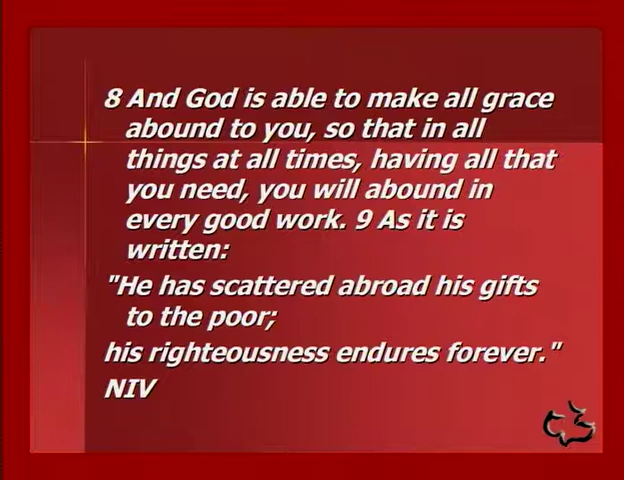 8 And God is able to make all grace
abound to you, so that in all
things at all times, having all that
you need, you will abound in
every good work. 9 As it is
written:
"He has scattered abroad his gifts
to the poor;
his righteousness endures forever."
NIV